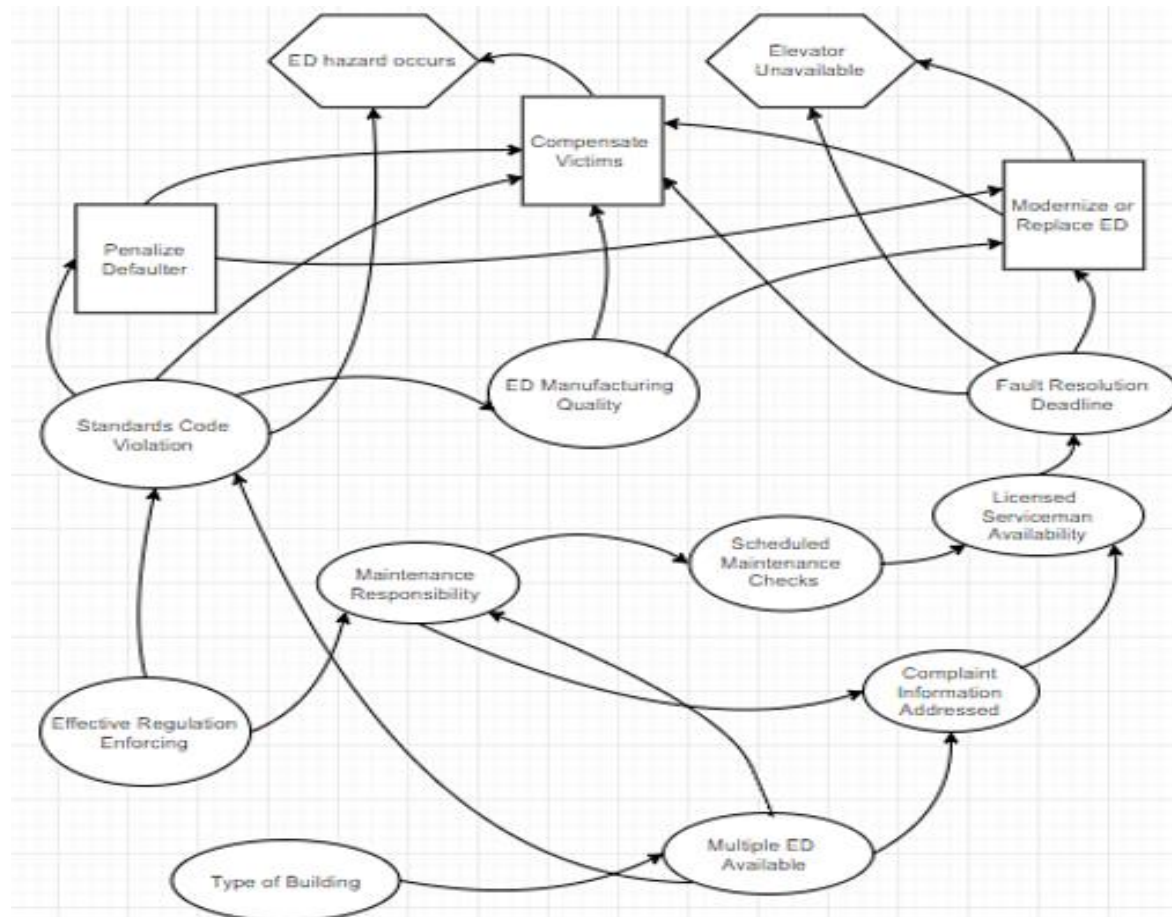 ED hazard occurs
Elevator
Unavailable
Compensate
Victims
Modernize or
Replace ED
Penalize
Defaulter
ED Manufacturing
Quality
Fault Resolution
Deadline
Standards Code
Violation
Licensed
Serviceman
Availability
Scheduled
Maintenance
Checks
Maintenance
Responsibility
Complaint
Information
Addressed
Effective Regulation
Enforcing
Multiple ED
Available
Type of Building